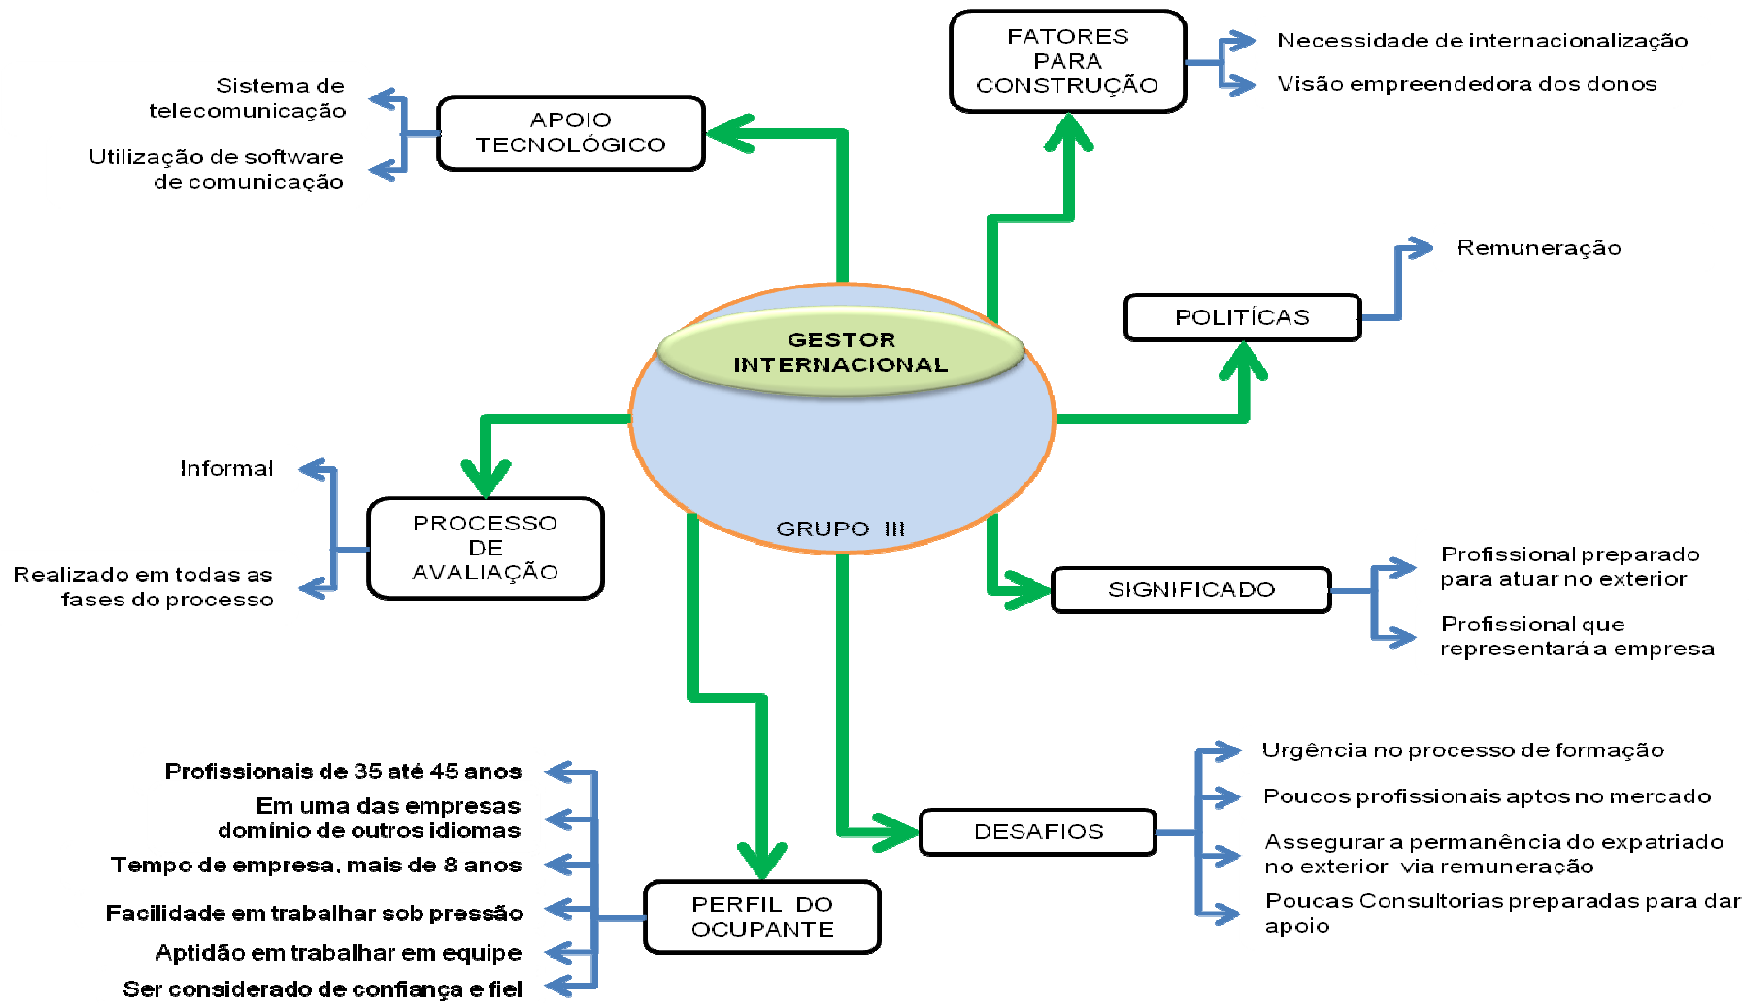 FATORES
PARA
CONSTRUÇÃO
Necessidade de internacionalização
Visão empreendedora dos donos
Sistema de
telecomunicação
Utilização de software
de comunicação
APOIO
TECNOLÓGICO
Remuneração
POLITÍCAS
GESTOR
INTERNACIONAL
GRUPO III
Informal
Realizado em todas as
fases do processo
PROCESSO
DE
AVALIAÇÃO
SIGNIFICADO
Profissional preparado
para atuar no exterior
Profissional que
representará a empresa
Profissionais de 35 até 45 anos
Em uma das empresas
domínio de outros idiomas
Tempo de empresa, mais de 8 anos
Facilidade em trabalhar sob pressão
Aptidão em trabalhar em equipe
Ser considerado de confiança e fiel
PERFIL DO
OCUPANTE
DESAFIOS
Urgência no processo de formação
Poucos profissionais aptos no mercado
Assegurar a permanência do expatriado
no exterior via remuneração
Poucas Consultorias preparadas para dar
apoio